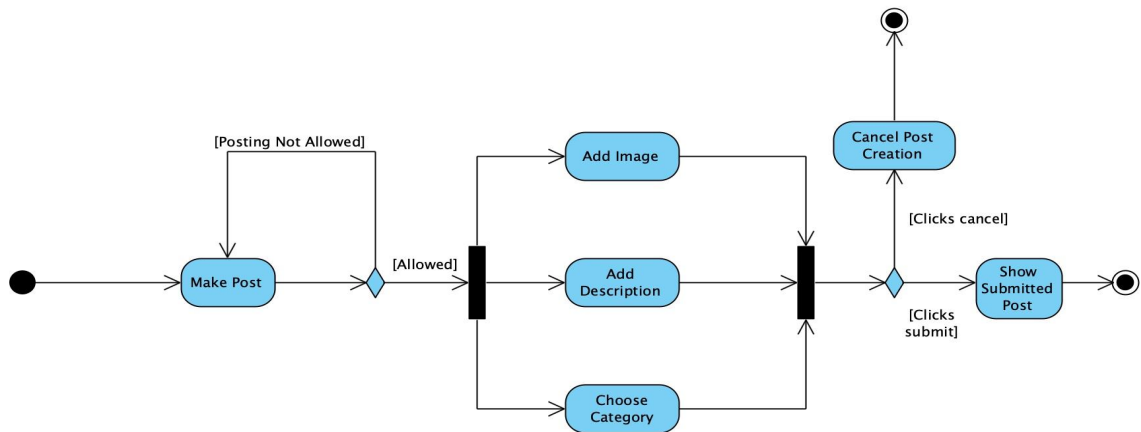 [Posting Not Allowed]
Make Post
[Allowed]
Add Image
Add
Description
Choose
Category
Cancel Post
Creation
[Clicks cancel]
[Clicks
submit]
Show
Submitted
Post